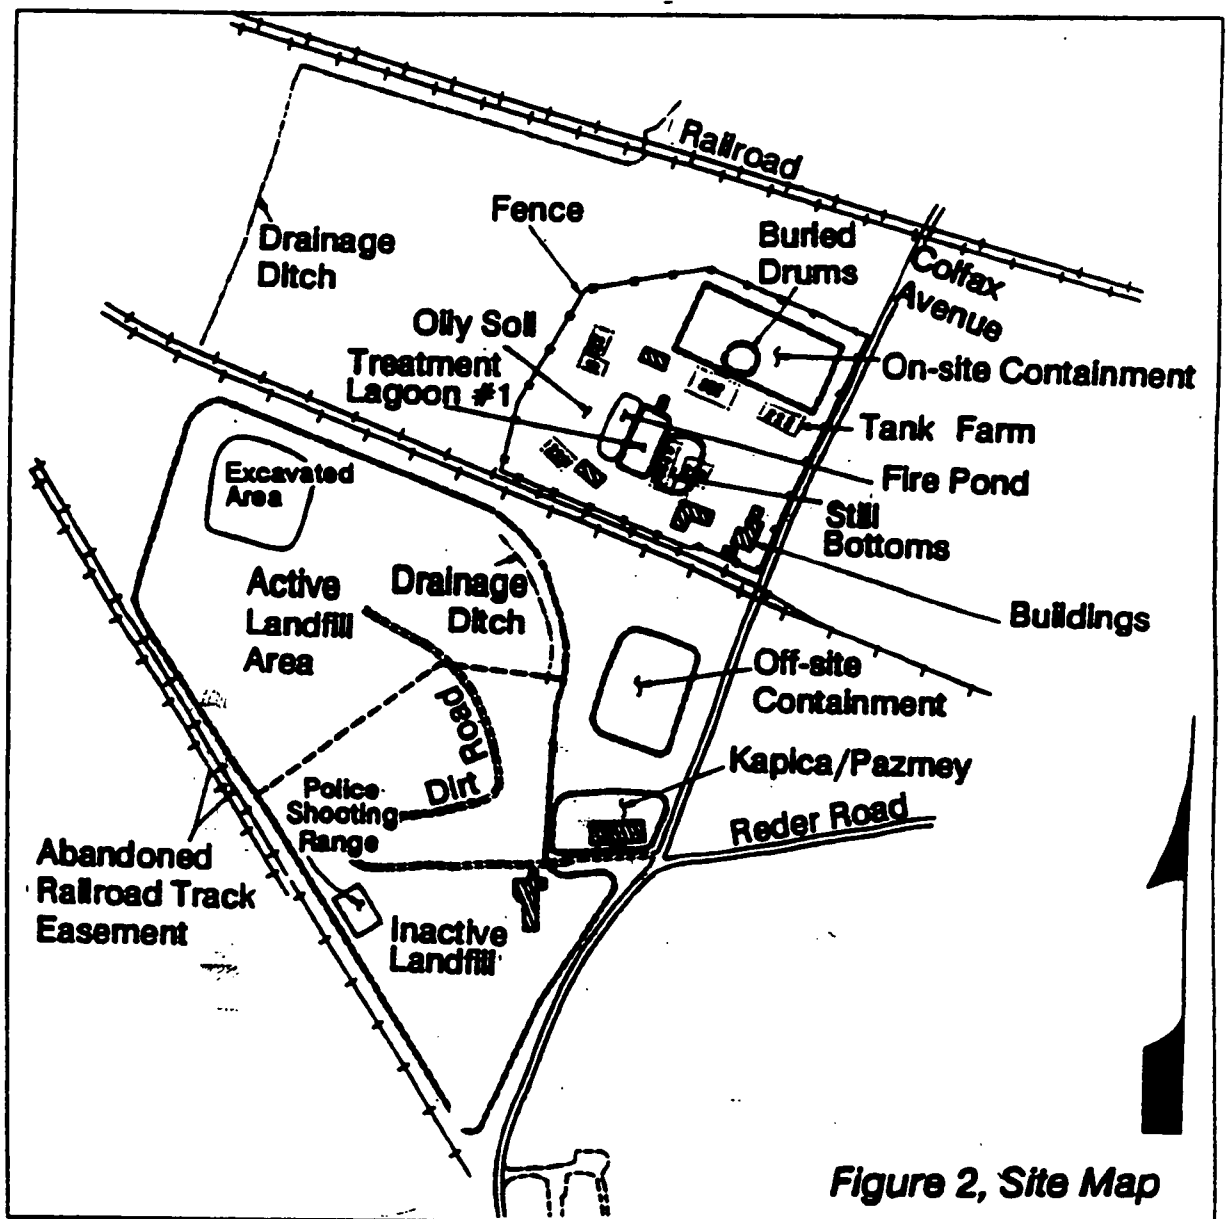 Railroad
Fence
Buried
Drums
Drainage
Ditch
Colfax
Avenue
Oily Soil
Treatment
Lagoon #1
On-site Containment
Tank Farm
Fire Pond
Still
Bottoms
Excavated
Area
Active
Landfill
Area
Drainage
Ditch
Buildings
Off-site
Containment
Dirt Road
Kapica/Pazmey
Police
Shooting
Range
Reder Road
Abandoned
Railroad Track
Easement
Inactive
Landfill
Figure 2, Site Map